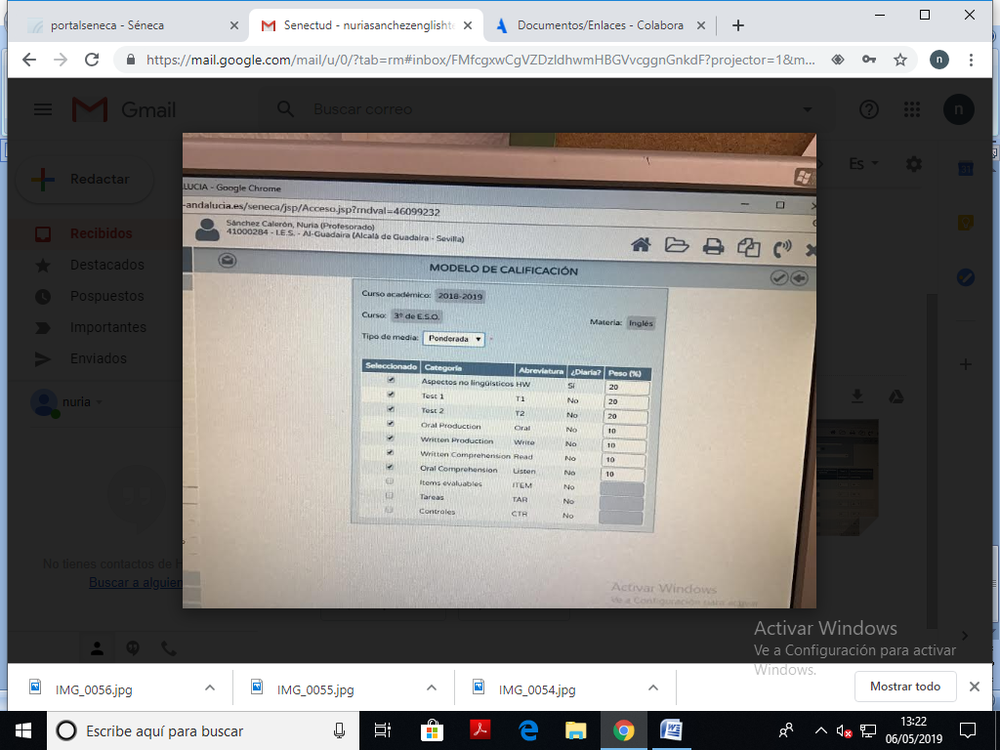 portalseneca - Séneca
Senectud - nuriasanchezenglishte
Documentos/Enlaces - Colabora
https://mail.google.com/mail/u/0/?tab=rm#inbox/FMfcgxwCgVZDzldhwmHBGVvcggnGnkdF?projector=1&m...
n
Gmail
Buscar correo
n
Redactar
Es
Recibidos
Destacados
Pospuestos
Importantes
Enviados
nuria
No tienes contactos de H
Buscar a alguien
LUCIA - Google Chrome
-andalucia.es/seneca/jsp/Acceso.jsp?rndval=46099232
Sánchez Calerón, Nuria (Profesorado)
41000284 - I.E.S. - Al-Guadaira (Alcalá de Guadaira - Sevilla)
MODELO DE CALIFICACIÓN
Curso académico: 2018-2019
Curso: 3º de E.S.O. Materia: Inglés
Tipo de media: Ponderada
Seleccionado Categoría Abreviatura ¿Diaria? Peso (%)
Aspectos no lingüísticos HW Sí 20
Test 1 T1 No 20
Test 2 T2 No 20
Oral Production Oral No 10
Written Production Write No 10
Written Comprehension Read No 10
Oral Comprehension Listen No 10
Items evaluables ITEM No
Tareas TAR No
Controles CTR No
Activar Windows
Ve a Configuración para activar
Activar Windows
Ve a Configuración para activar
Windows.
IMG_0056.jpg
IMG_0055.jpg
IMG_0054.jpg
Mostrar todo
Escribe aquí para buscar
13:22
06/05/2019